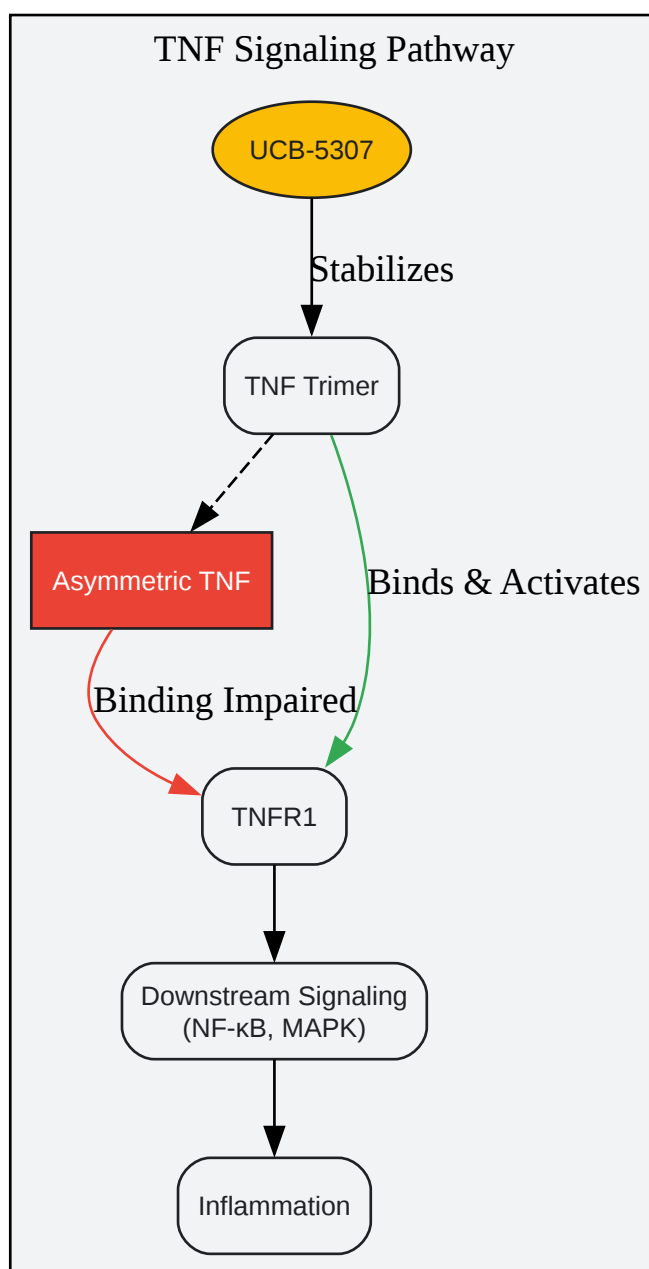 TNF Signaling Pathway
UCB-5307
Stabilizes
TNF Trimer
Asymmetric TNF
Binds & Activates
Binding Impaired
TNFR1
Downstream Signaling
(NF-κB, MAPK)
Inflammation